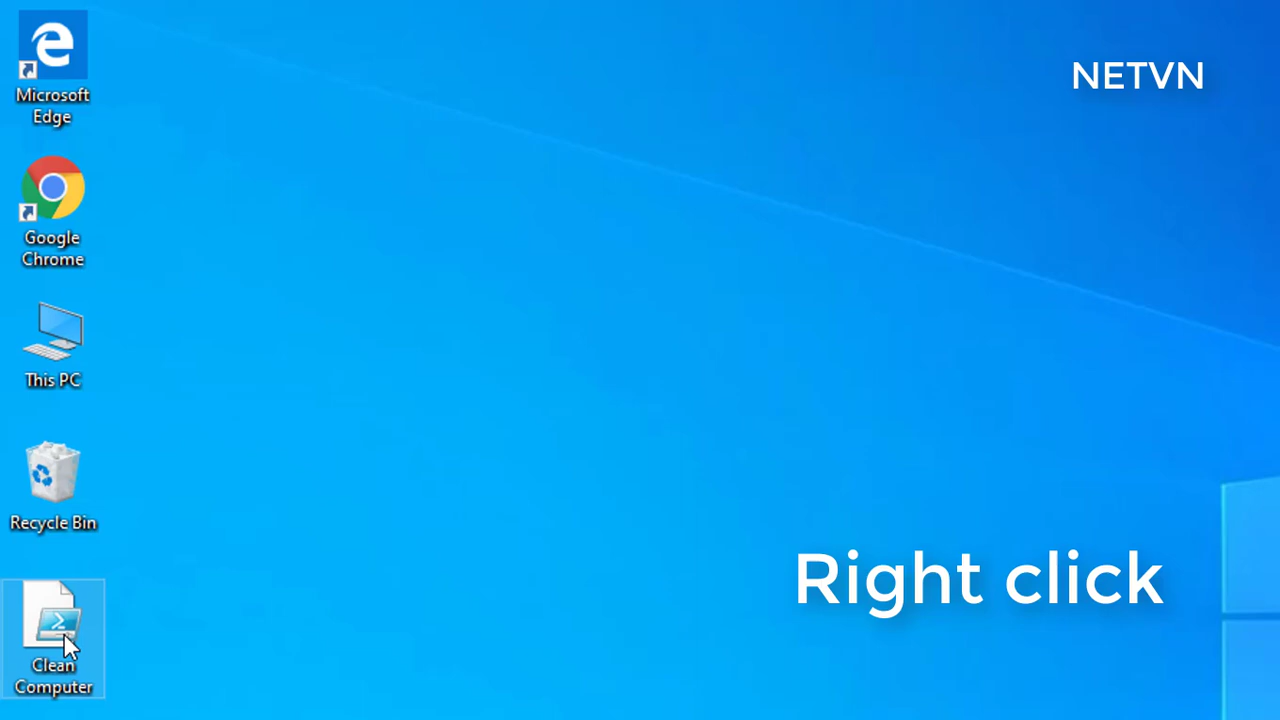 Microsoft
Edge
NETVN
Google
Chrome
This PC
Recycle Bin
Right click
Clean
Computer